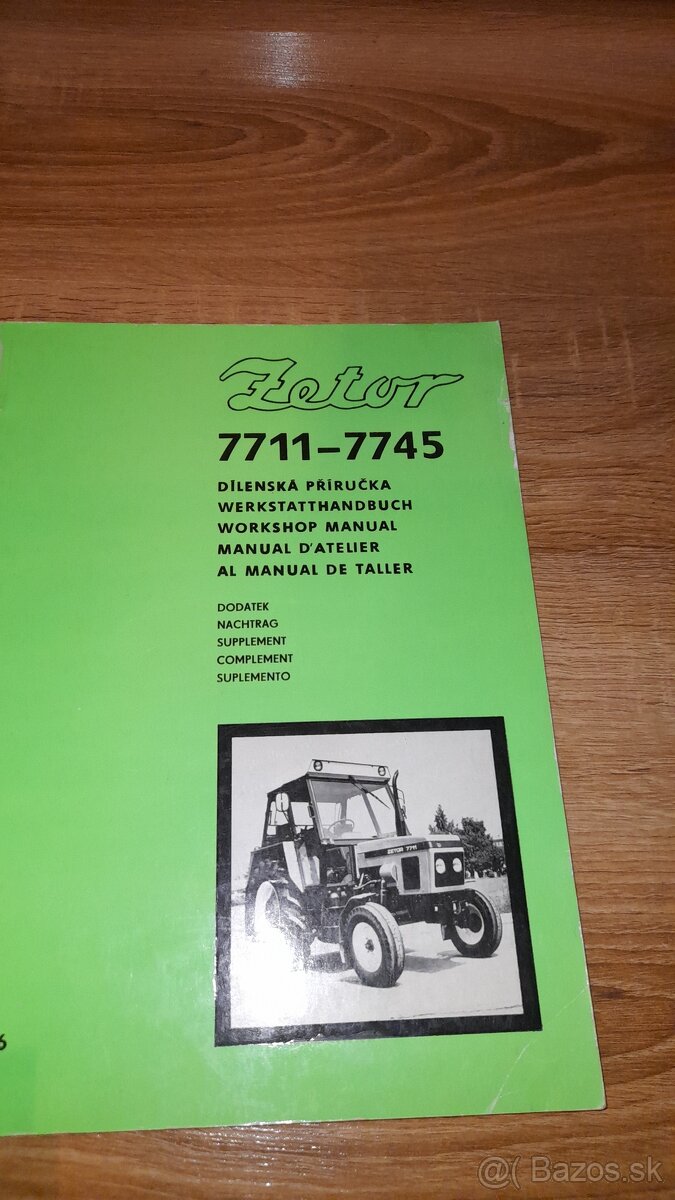 Zetor
7711-7745
DÍLENSKÁ PŘÍRUČKA
WERKSTATTHANDBUCH
WORKSHOP MANUAL
MANUAL D'ATELIER
AL MANUAL DE TALLER
DODATEK
NACHTRAG
SUPPLEMENT
COMPLEMENT
SUPLEMENTO
ZETOR 7711
6
@( Bazos.sk